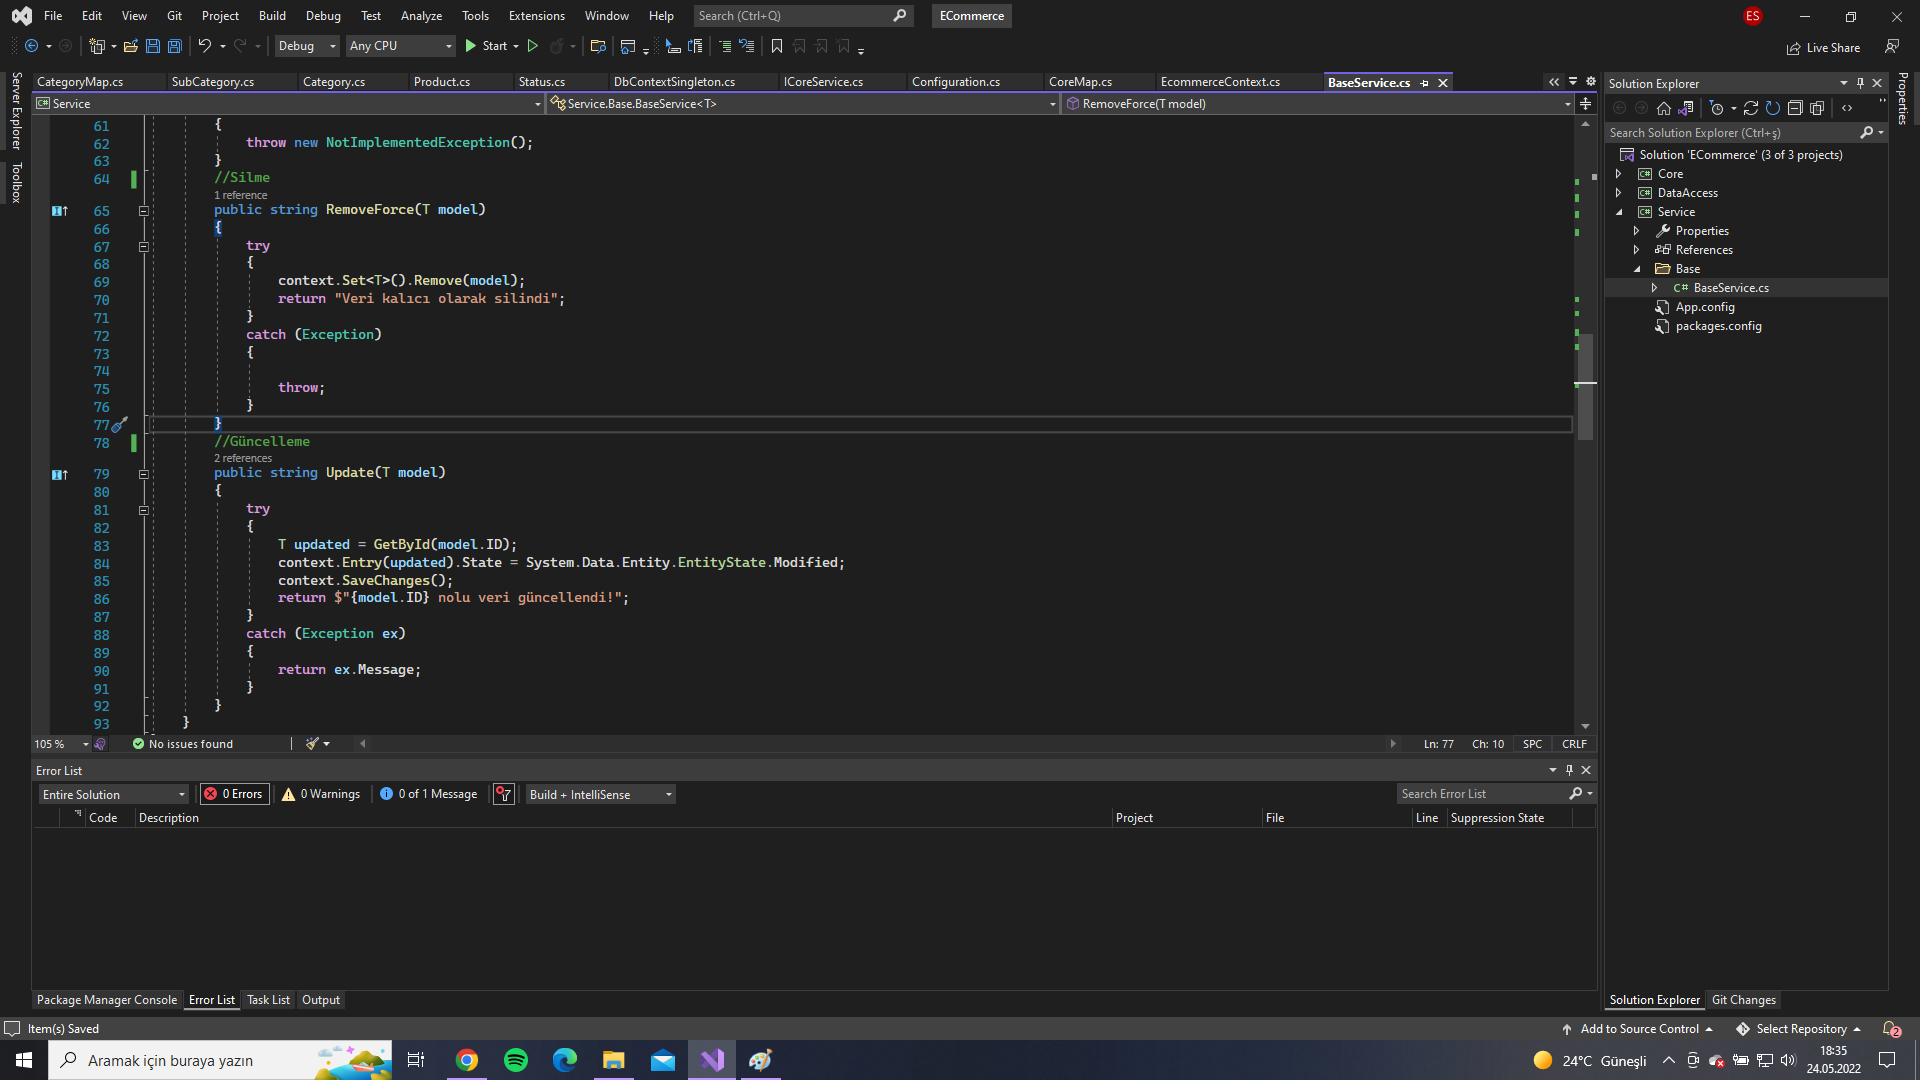 File Edit View Git Project Build Debug Test Analyze Tools Extensions Window Help Search (Ctrl+Q) ECommerce ES
Debug Any CPU Start Live Share
CategoryMap.cs SubCategory.cs Category.cs Product.cs Status.cs DbContextSingleton.cs ICoreService.cs Configuration.cs CoreMap.cs EcommerceContext.cs BaseService.cs
Service Service.Base.BaseService<T> RemoveForce(T model)
Server Explorer
Toolbox
61 {
62 throw new NotImplementedException();
63 }
64 //Silme
1 reference
65 public string RemoveForce(T model)
66 {
67 try
68 {
69 context.Set<T>().Remove(model);
70 return "Veri kalıcı olarak silindi";
71 }
72 catch (Exception)
73 {
74
75 throw;
76 }
77 }
78 //Güncelleme
2 references
79 public string Update(T model)
80 {
81 try
82 {
83 T updated = GetById(model.ID);
84 context.Entry(updated).State = System.Data.Entity.EntityState.Modified;
85 context.SaveChanges();
86 return $"{model.ID} nolu veri güncellendi!";
87 }
88 catch (Exception ex)
89 {
90 return ex.Message;
91 }
92 }
93 }
105 % No issues found Ln: 77 Ch: 10 SPC CRLF
Error List
Entire Solution 0 Errors 0 Warnings 0 of 1 Message Build + IntelliSense Search Error List
Code Description Project File Line Suppression State
Package Manager Console Error List Task List Output
Solution Explorer
Search Solution Explorer (Ctrl+ş)
Solution 'ECommerce' (3 of 3 projects)
C# Core
C# DataAccess
C# Service
Properties
References
Base
C# BaseService.cs
App.config
packages.config
Solution Explorer Git Changes
Properties
Item(s) Saved Add to Source Control Select Repository 2
Aramak için buraya yazın 24°C Güneşli 18:35
24.05.2022